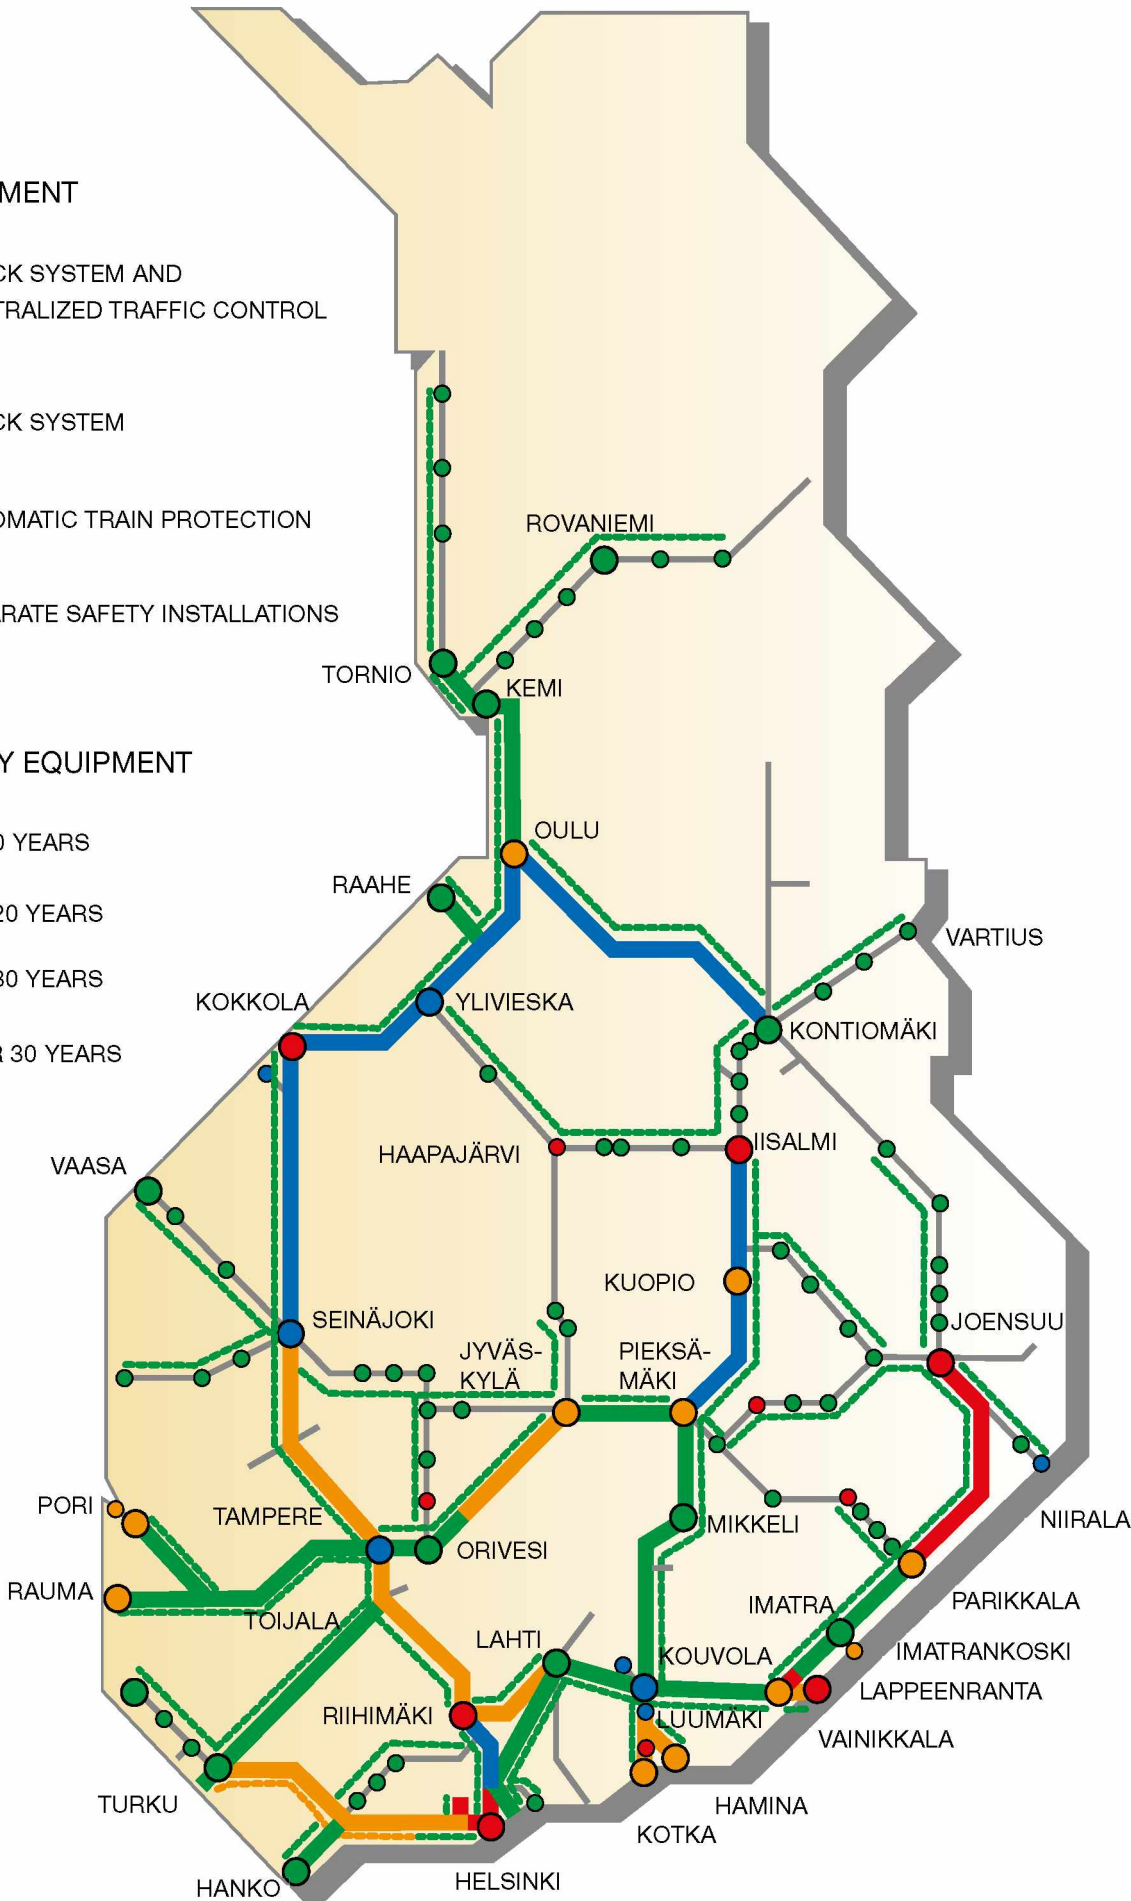 MENT
CK SYSTEM AND
TRALIZED TRAFFIC CONTROL
CK SYSTEM
OMATIC TRAIN PROTECTION
ARATE SAFETY INSTALLATIONS
ROVANIEMI
TORNIO
KEMI
Y EQUIPMENT
0 YEARS
20 YEARS
30 YEARS
R 30 YEARS
OULU
RAAHE
VARTIUS
KOKKOLA
YLIVIESKA
KONTIOMÄKI
HAAPAJÄRVI
IISALMI
VAASA
KUOPIO
SEINÄJOKI
JOENSUU
JYVÄS-
KYLÄ
PIEKSÄ-
MÄKI
PORI
TAMPERE
ORIVESI
MIKKELI
NIIRALA
RAUMA
TOIJALA
IMATRA
PARIKKALA
LAHTI
KOUVOLA
IMATRANKOSKI
LAPPEENRANTA
RIIHIMÄKI
LUUMÄKI
VAINIKKALA
TURKU
HAMINA
KOTKA
HANKO
HELSINKI